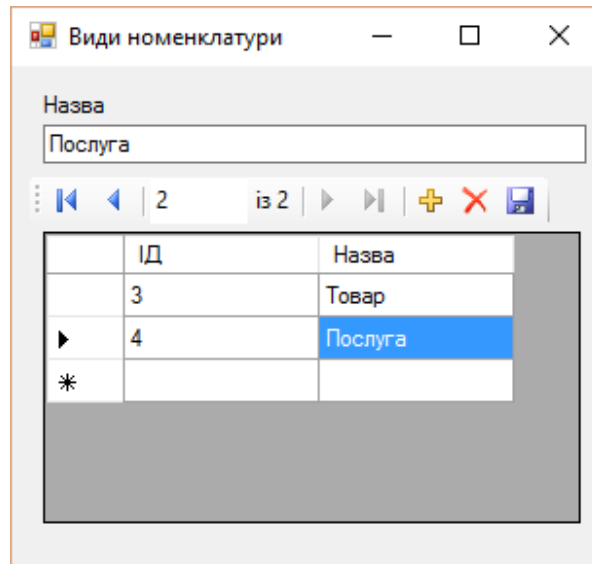 Види номенклатури
Назва
Послуга
2 із 2
ІД Назва
3 Товар
4 Послуга